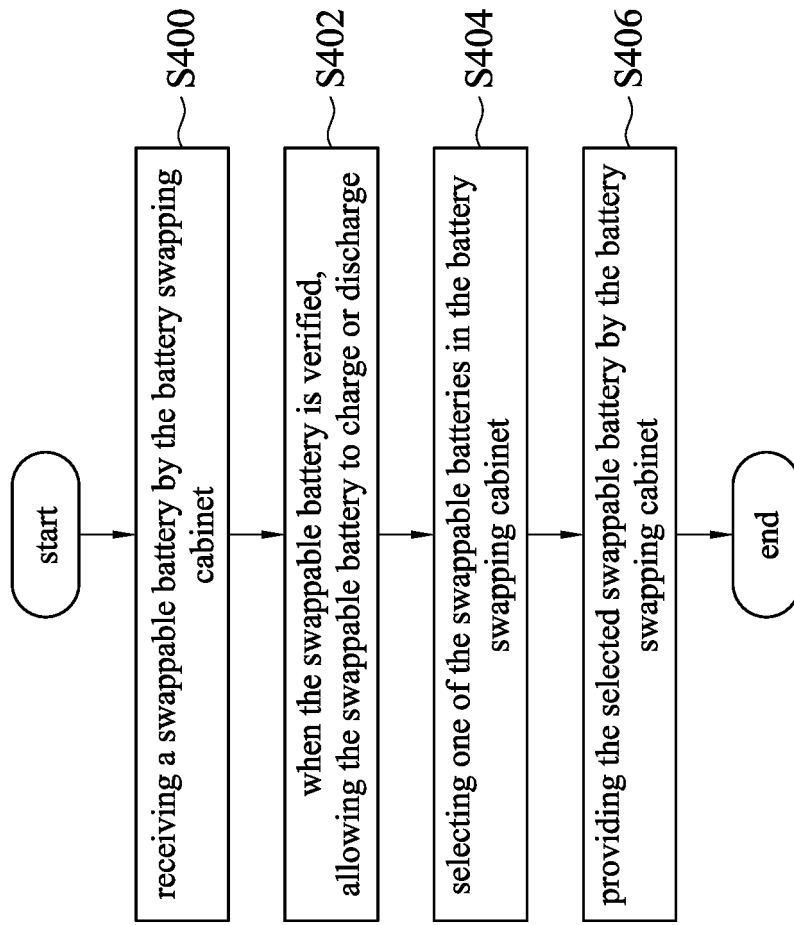 start
receiving a swappable battery by the battery swapping
cabinet
S400
when the swappable battery is verified,
allowing the swappable battery to charge or discharge
S402
selecting one of the swappable batteries in the battery
swapping cabinet
S404
providing the selected swappable battery by the battery
swapping cabinet
S406
end